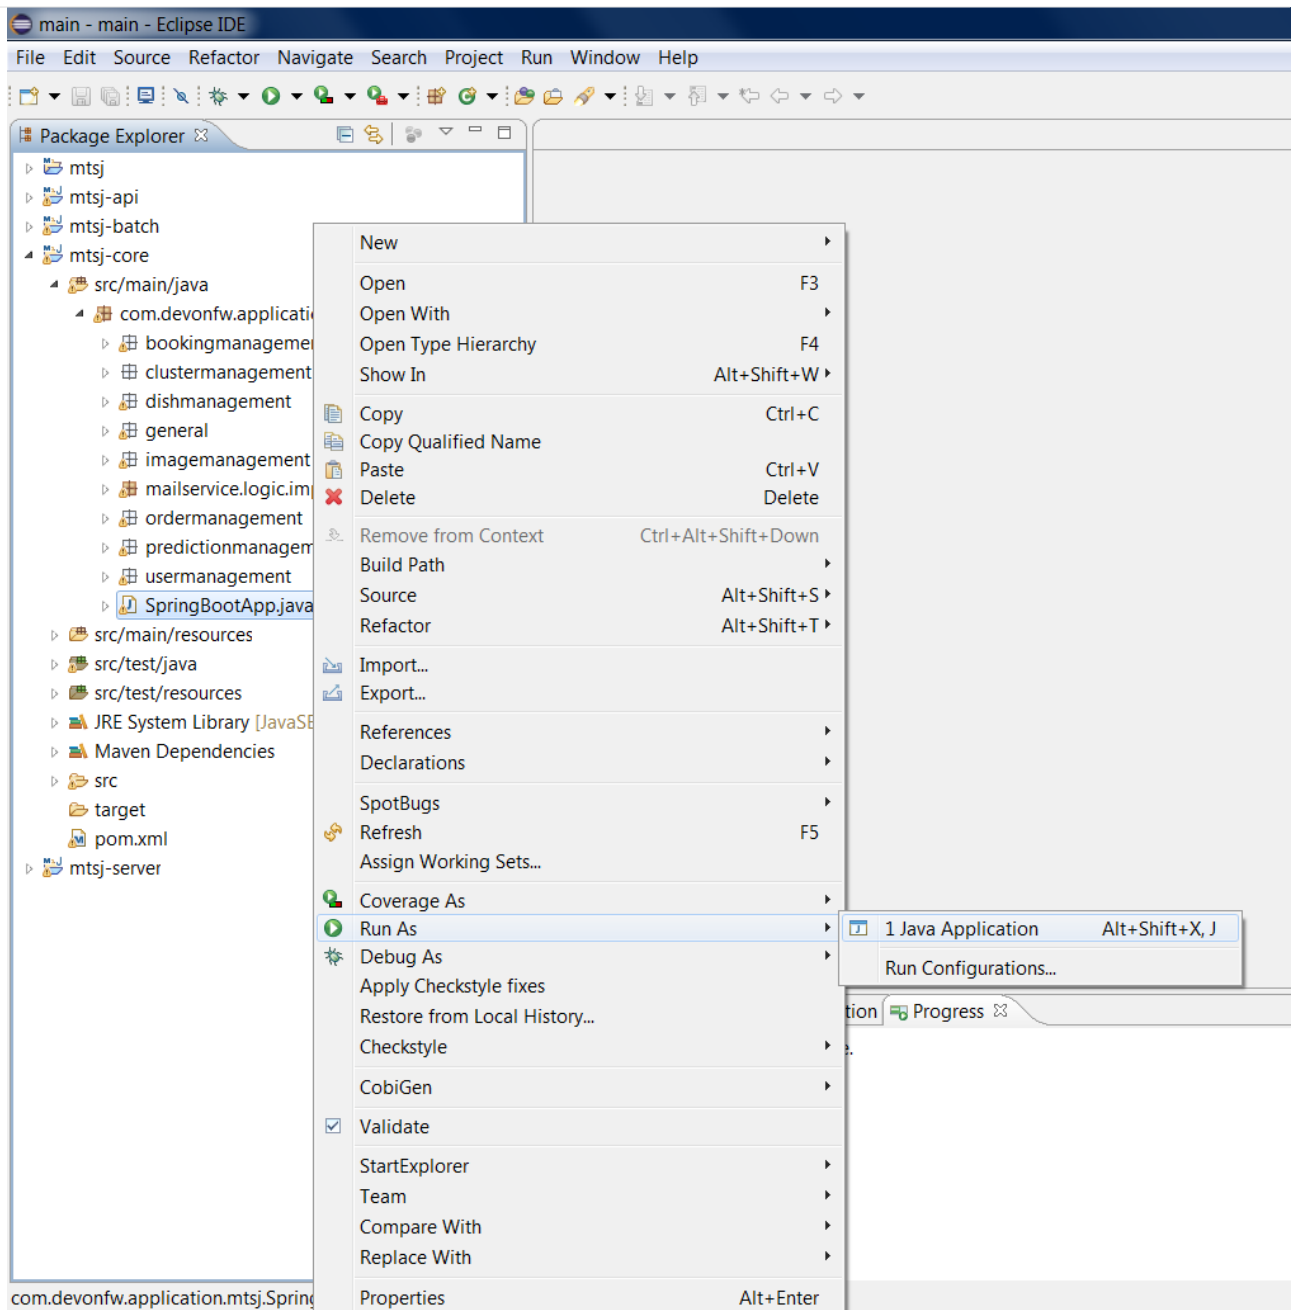 main - main - Eclipse IDE
File Edit Source Refactor Navigate Search Project Run Window Help
Package Explorer
mtsj
mtsj-api
mtsj-batch
mtsj-core
src/main/java
com.devonfw.applicati
bookingmanagemer
clustermanagement
dishmanagement
general
imagemanagement
mailservice.logic.imp
ordermanagement
predictionmanagem
usermanagement
SpringBootApp.java
src/main/resources
src/test/java
src/test/resources
JRE System Library [JavaSE
Maven Dependencies
src
target
pom.xml
mtsj-server
com.devonfw.application.mtsj.Spring
New
Open F3
Open With
Open Type Hierarchy F4
Show In Alt+Shift+W
Copy Ctrl+C
Copy Qualified Name
Paste Ctrl+V
Delete Delete
Remove from Context Ctrl+Alt+Shift+Down
Build Path
Source Alt+Shift+S
Refactor Alt+Shift+T
Import...
Export...
References
Declarations
SpotBugs
Refresh F5
Assign Working Sets...
Coverage As
Run As
Debug As
Apply Checkstyle fixes
Restore from Local History...
Checkstyle
CobiGen
Validate
StartExplorer
Team
Compare With
Replace With
Properties Alt+Enter
1 Java Application Alt+Shift+X, J
Run Configurations...
tion Progress